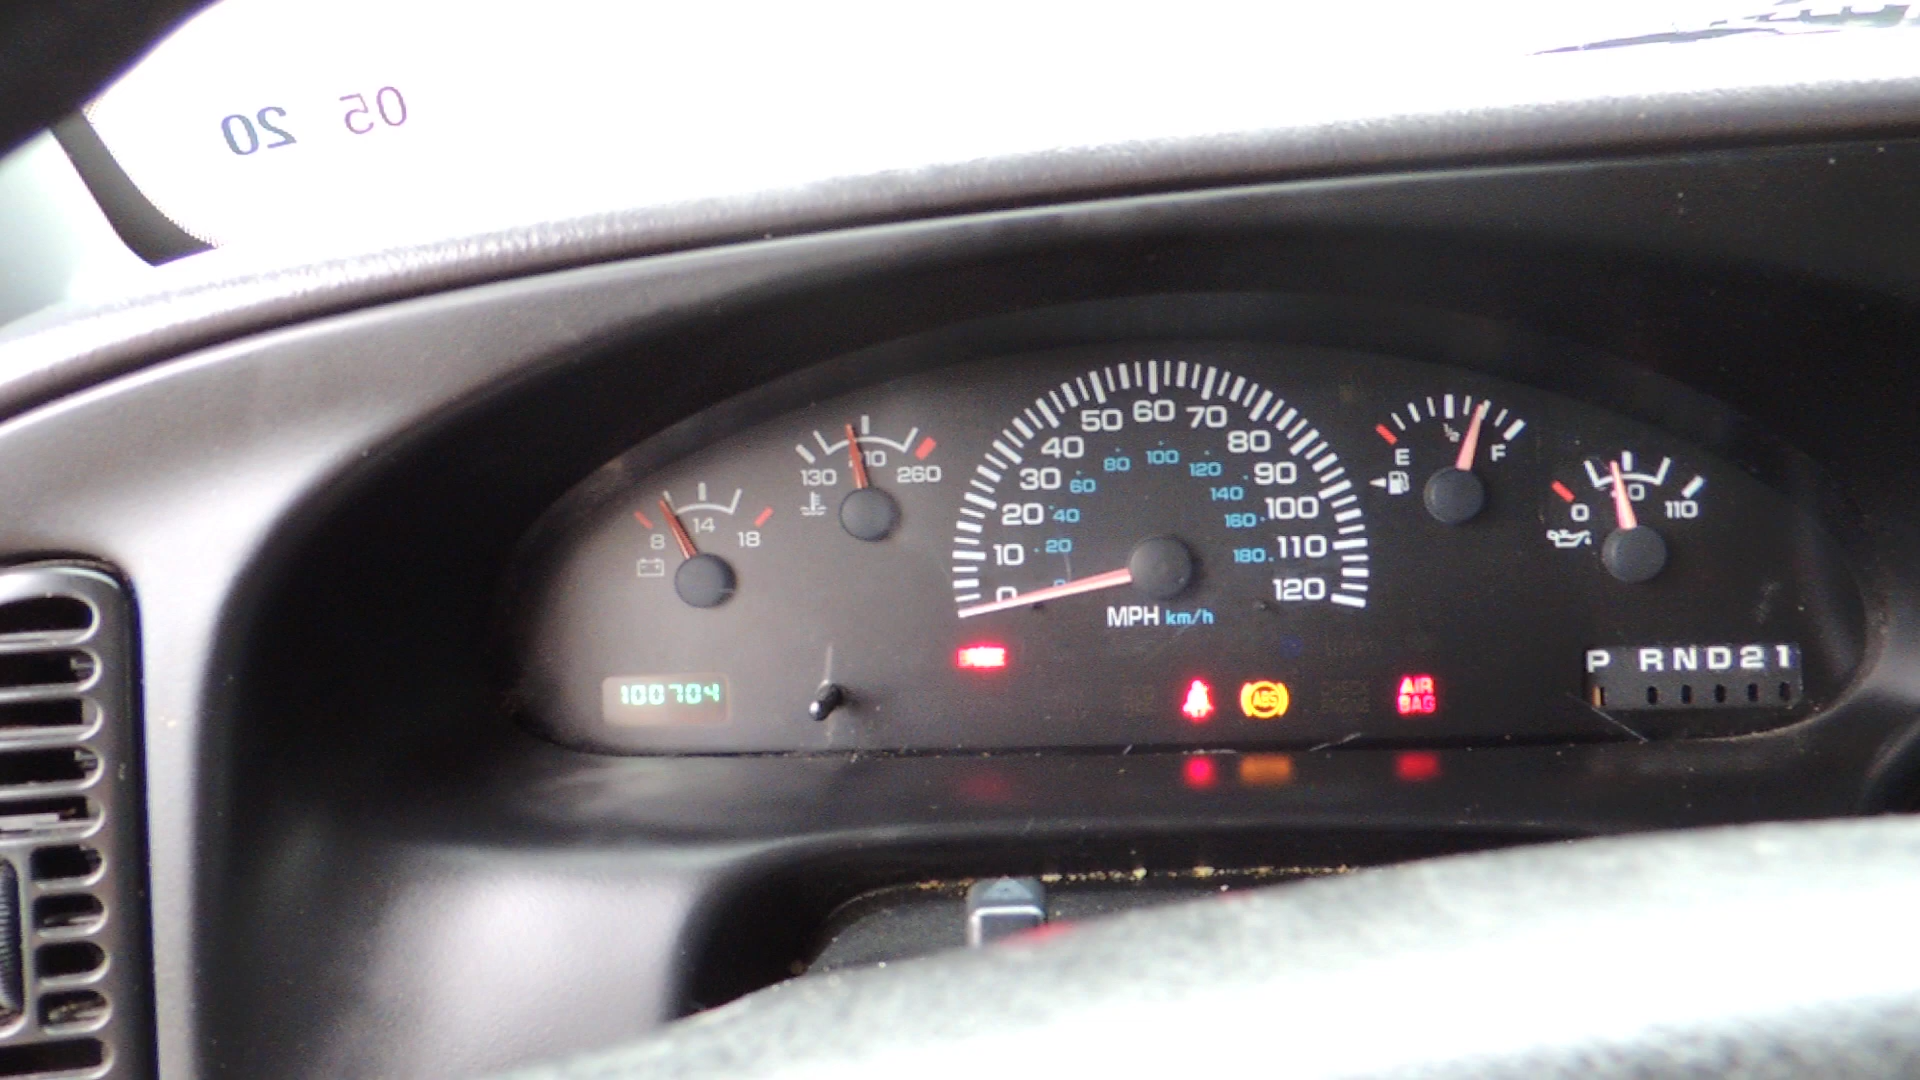 20 05
50 60 70
40 80
80 100 120
30 60 90
140
20 40 160 100
10 20 180 110
0 120
MPH km/h
130 210 260
8 14 18
E ½ F
0 110
100704
ABS
AIR
BAG
P RND21